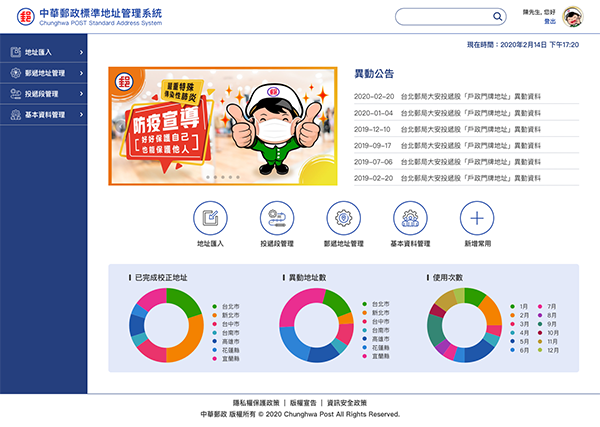 中華郵政標準地址管理系統
Chunghwa POST Standard Address System
陳先生, 您好
登出
現在時間：2020年2月14日 下午17:20
地址匯入
郵遞地址管理
投遞段管理
基本資料管理
嚴重特殊
傳染性肺炎
防疫宣導
好好保護自己
也能保護他人
異動公告
2020-02-20 台北郵局大安投遞股「戶政門牌地址」異動資料
2020-01-04 台北郵局大安投遞股「戶政門牌地址」異動資料
2019-12-10 台北郵局大安投遞股「戶政門牌地址」異動資料
2019-09-17 台北郵局大安投遞股「戶政門牌地址」異動資料
2019-07-06 台北郵局大安投遞股「戶政門牌地址」異動資料
2019-02-20 台北郵局大安投遞股「戶政門牌地址」異動資料
地址匯入
投遞段管理
郵遞地址管理
基本資料管理
新增常用
已完成校正地址
台北市
新北市
台中市
台南市
高雄市
花蓮縣
宜蘭縣
異動地址數
台北市
新北市
台中市
台南市
高雄市
花蓮縣
宜蘭縣
使用次數
1月 7月
2月 8月
3月 9月
4月 10月
5月 11月
6月 12月
隱私權保護政策 | 版權宣告 | 資訊安全政策
中華郵政 版權所有 © 2020 Chunghwa Post All Rights Reserved.